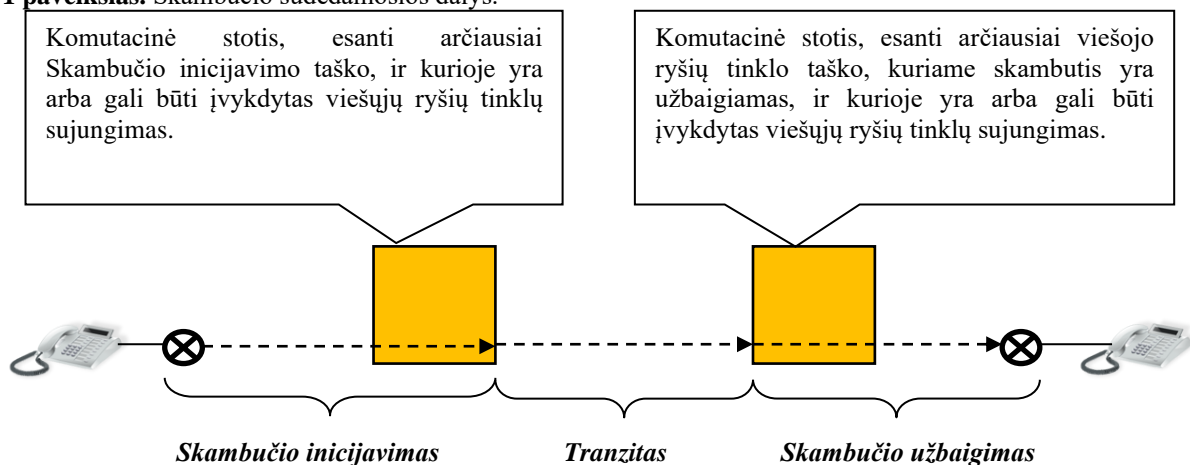 1 paveikslas. Skambučio sudedamosios dalys.
Komutacinė stotis, esanti arčiausiai
Skambučio inicijavimo taško, ir kurioje yra
arba gali būti įvykdytas viešųjų ryšių tinklų
sujungimas.
Komutacinė stotis, esanti arčiausiai viešojo
ryšių tinklo taško, kuriame skambutis yra
užbaigiamas, ir kurioje yra arba gali būti
įvykdytas viešųjų ryšių tinklų sujungimas.
Skambučio inicijavimas
Tranzitas
Skambučio užbaigimas